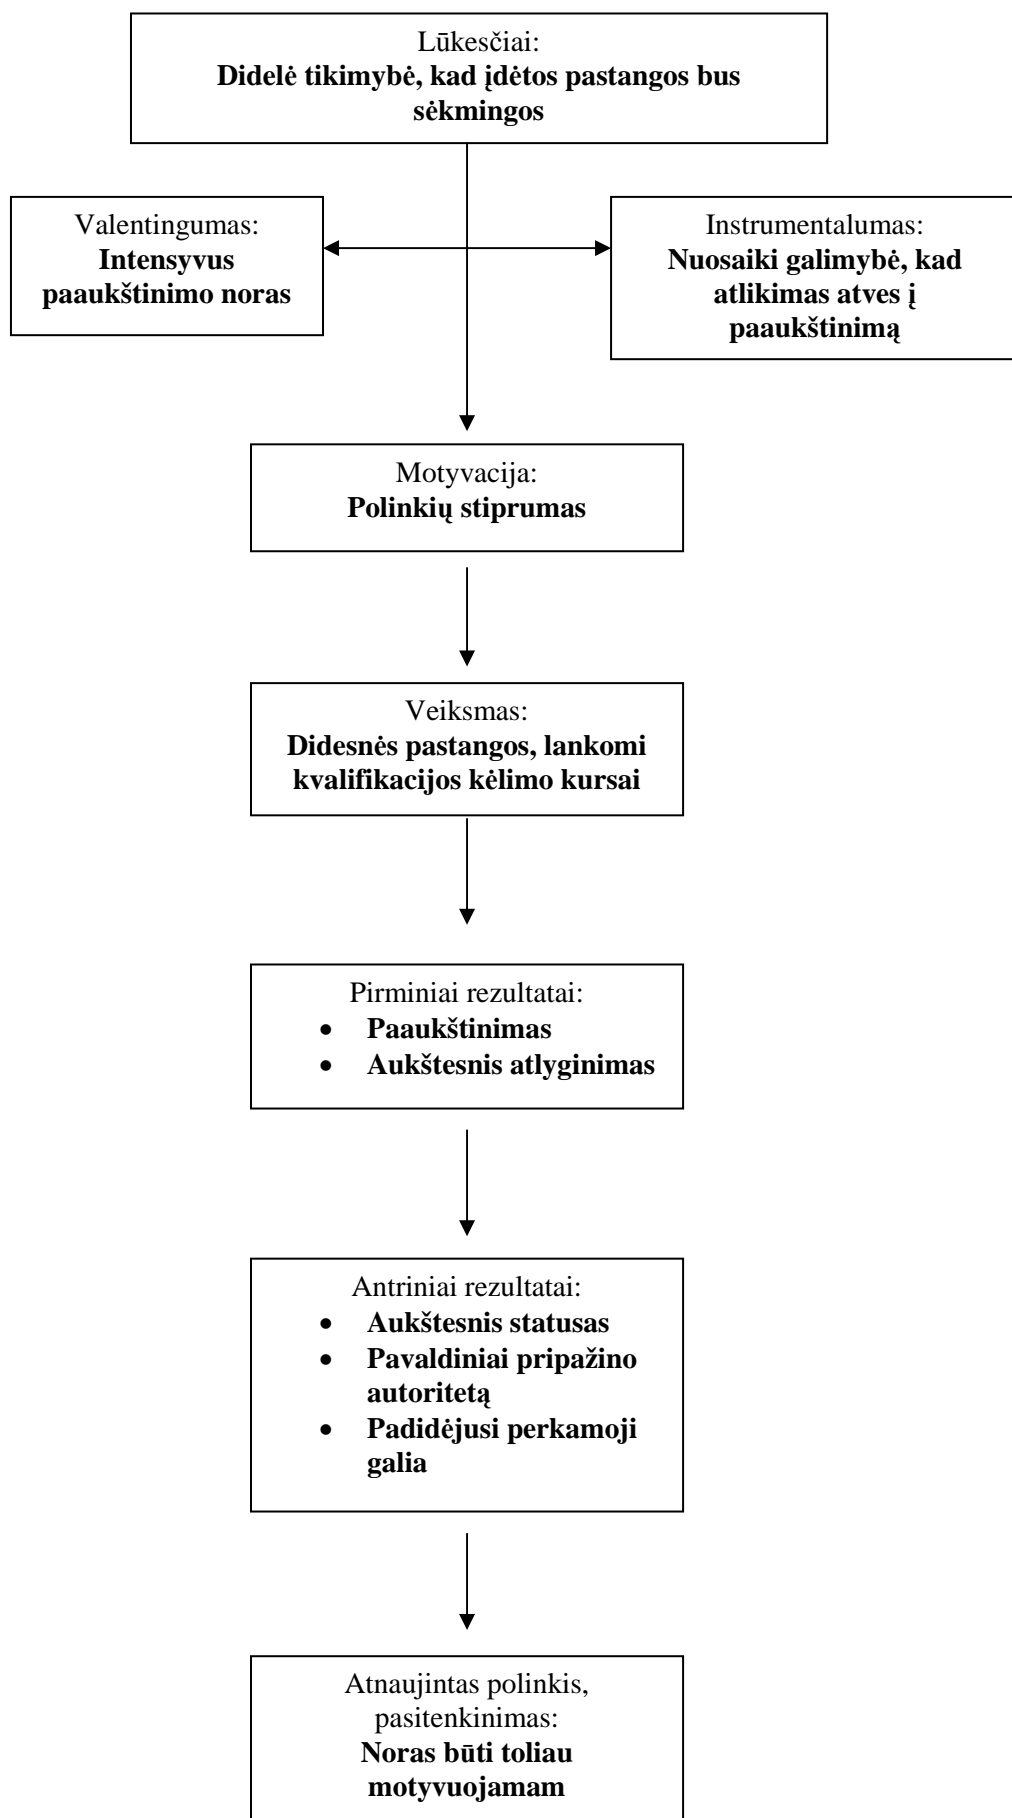 Lūkesčiai:
Didelė tikimybė, kad įdėtos pastangos bus
sėkmingos
Valentingumas:
Intensyvus
paaukštinimo noras
Instrumentalumas:
Nuosaiki galimybė, kad
atlikimas atves į
paaukštinimą
Motyvacija:
Polinkių stiprumas
Veiksmas:
Didesnės pastangos, lankomi
kvalifikacijos kėlimo kursai
Pirminiai rezultatai:
• Paaukštinimas
• Aukštesnis atlyginimas
Antriniai rezultatai:
• Aukštesnis statusas
• Pavaldiniai pripažino
autoritetą
• Padidėjusi perkamoji
galia
Atnaujintas polinkis,
pasitenkinimas:
Noras būti toliau
motyvuojamam